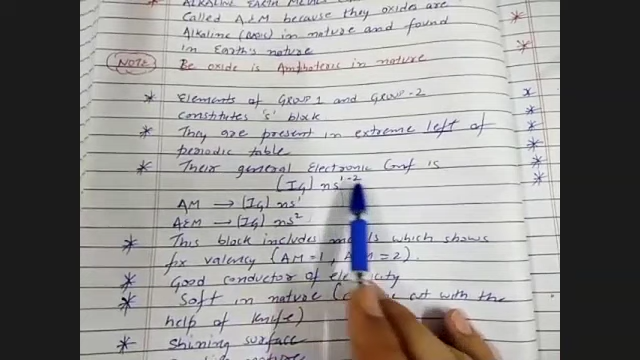 ALKALINE EARTH METALS
called AEM because they oxides are
Alkaline (Basic) in nature and found
in Earth's nature
NOTE Be oxide is Amphoteric in nature
* Elements of GROUP 1 and GROUP-2
constitutes 's' block
* They are present in extreme left of
periodic table
* Their general Electronic Conf is
(IG) ns¹⁻²
AM → (IG) ns¹
AEM → (IG) ns²
* This block includes metals which shows
fix valency (AM = 1, = 2).
* Good conductor of electricity
* Soft in nature ( cut with the
help of knife)
* shining surface
nature